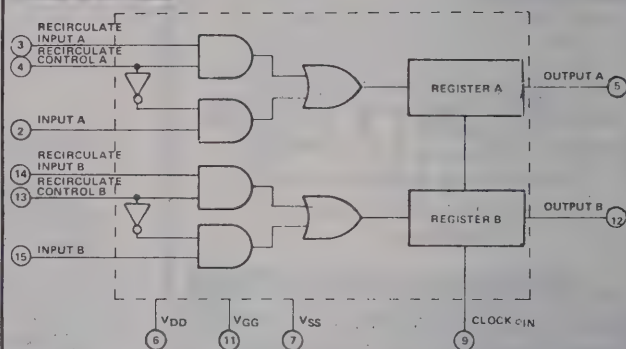 RECIRCULATE
INPUT A
3
RECIRCULATE
CONTROL A
4
REGISTER A
OUTPUT A
5
INPUT A
2
RECIRCULATE
INPUT B
14
RECIRCULATE
CONTROL B
13
REGISTER B
OUTPUT B
12
INPUT B
15
VDD
VGG
VSS
CLOCK IN
6
11
7
9